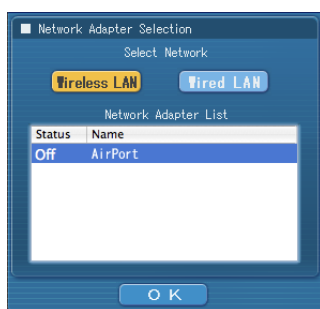 Network Adapter Selection
Select Network
Wireless LAN Wired LAN
Network Adapter List
Status Name
Off AirPort
OK